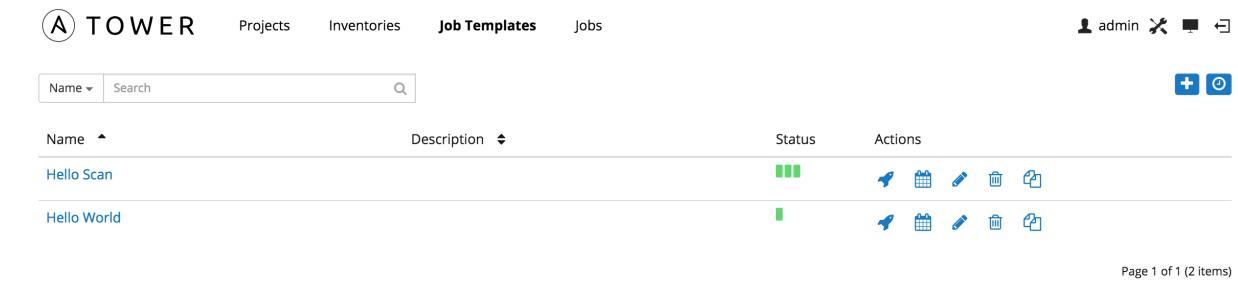 A TOWER Projects Inventories Job Templates Jobs admin
Name Search
Name Description Status Actions
Hello Scan
Hello World
Page 1 of 1 (2 items)